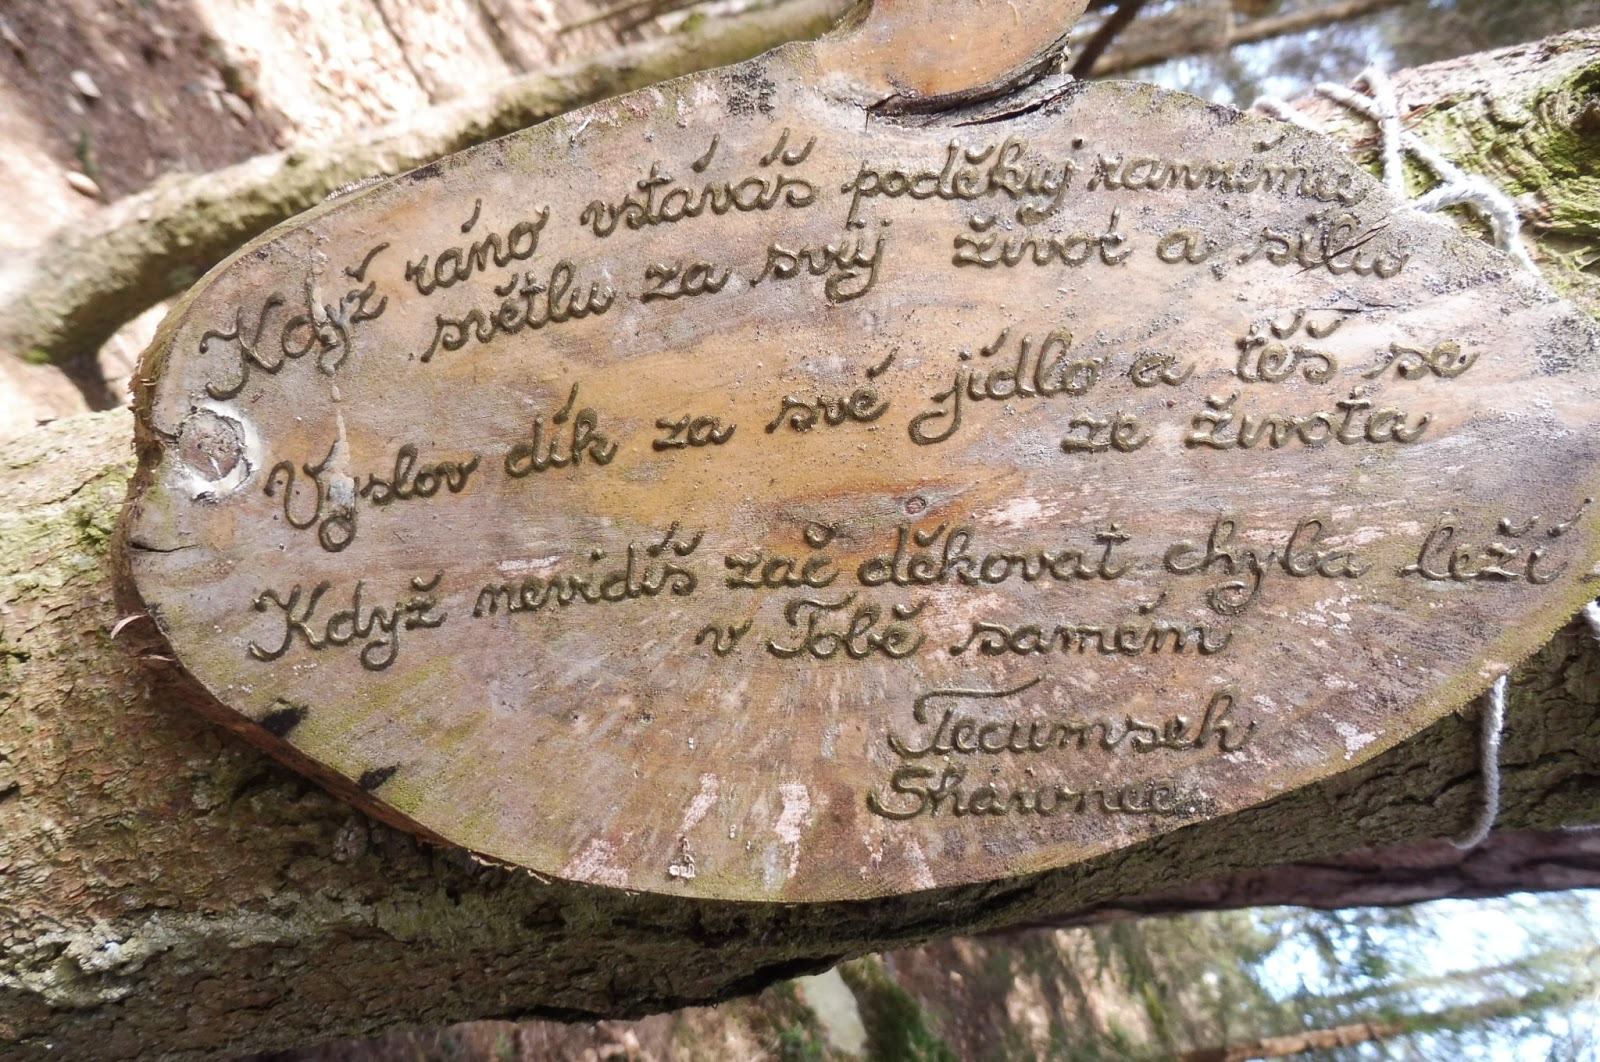 Když ráno vstáváš poděkuj rannímu
světlu za svůj život a sílu
Vyslov dík za své jídlo a těš se
ze života
Když nevidíš zač děkovat chyba leží
v Tobě samém
Tecumseh
Shawnee